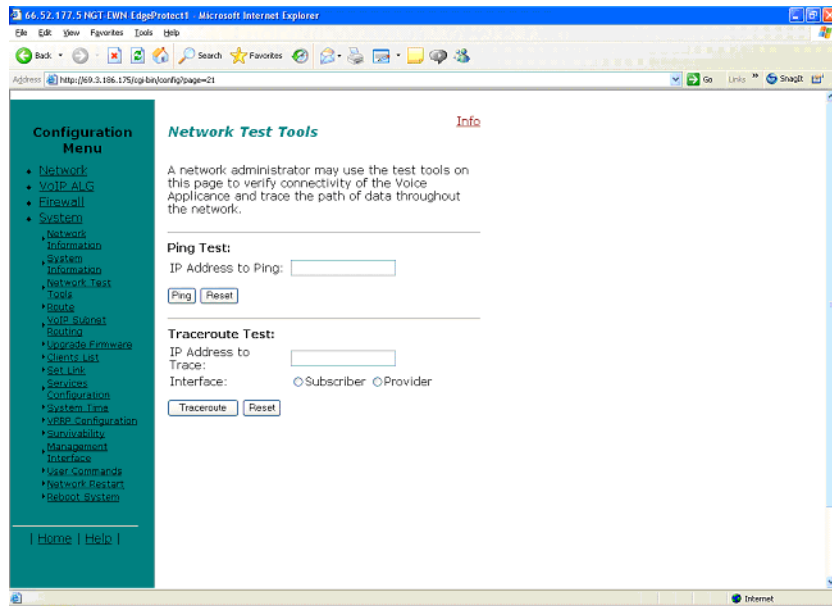 66.52.177.5 NGT-EWN-EdgeProtect1 - Microsoft Internet Explorer
File Edit View Favorites Tools Help
Back Search Favorites
Address http://69.3.186.175/cgi-bin/config?page=21 Go Links » SnagIt
Configuration
Menu
Network
VoIP ALG
Firewall
System
Network
Information
System
Information
Network Test
Tools
Route
VoIP Subnet
Routing
Upgrade Firmware
Clients List
Set Link
Services
Configuration
System Time
VRRP Configuration
Survivability
Management
Interface
User Commands
Network Restart
Reboot System
| Home | Help |
Info
Network Test Tools
A network administrator may use the test tools on
this page to verify connectivity of the Voice
Applicance and trace the path of data throughout
the network.
Ping Test:
IP Address to Ping:
Ping Reset
Traceroute Test:
IP Address to
Trace:
Interface: Subscriber Provider
Traceroute Reset
Internet